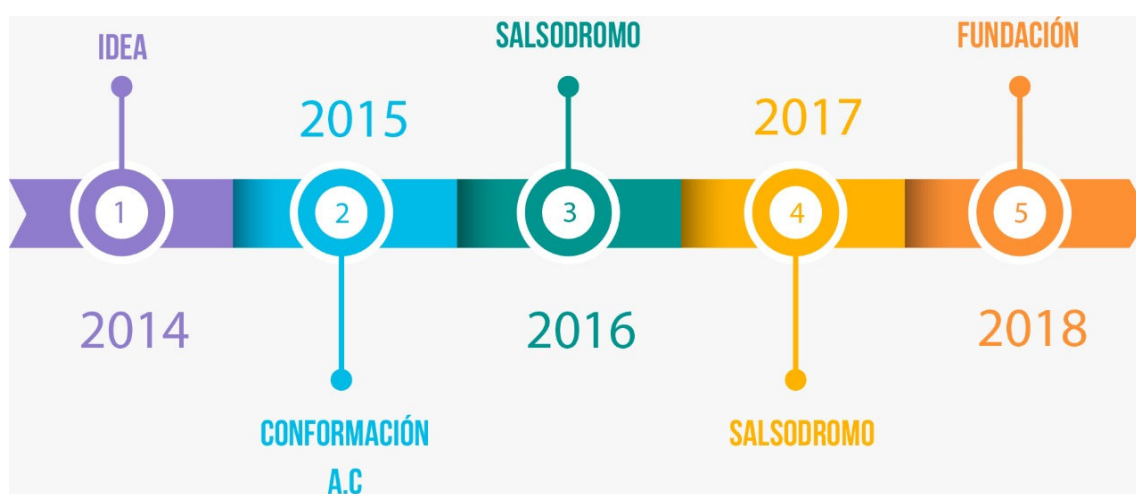 IDEA
1
2014
2015
2
CONFORMACIÓN
A.C
SALSODROMO
3
2016
2017
4
SALSODROMO
FUNDACIÓN
5
2018